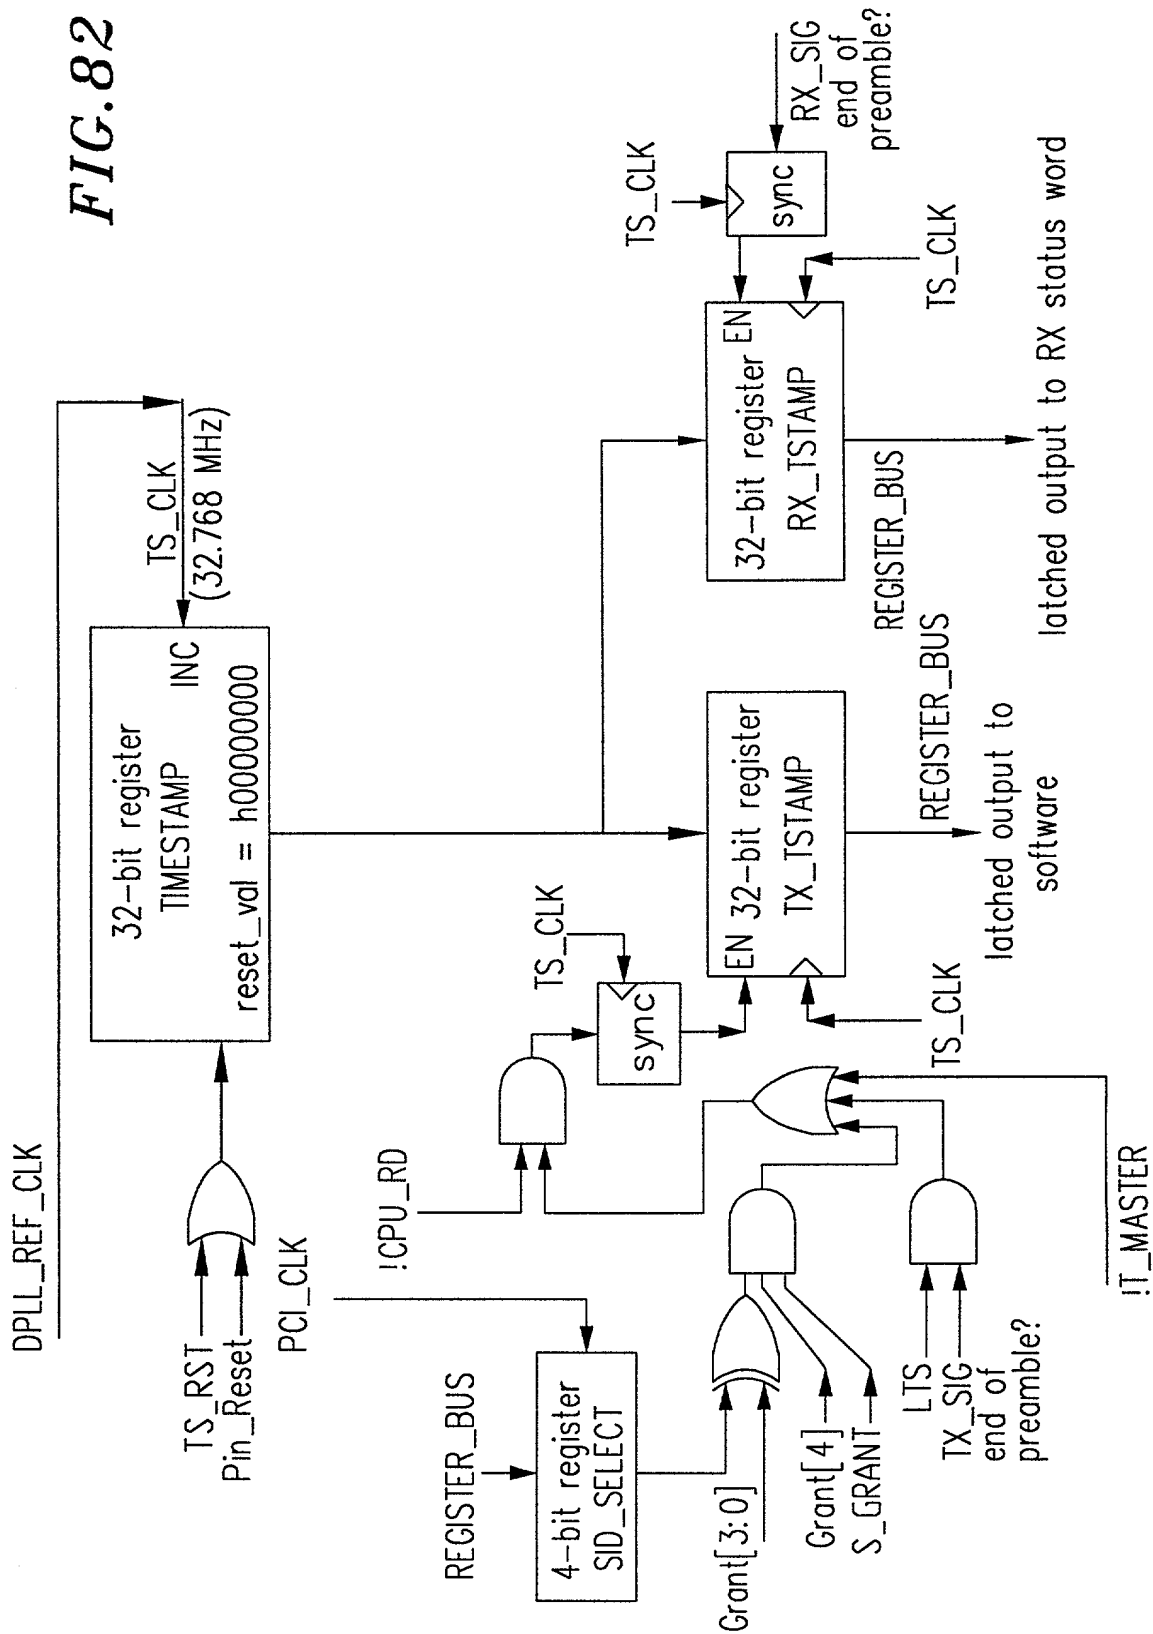 FIG.82
DPLL_REF_CLK
TS_RST
Pin_Reset
32-bit register
TIMESTAMP
INC
reset_val = h00000000
TS_CLK
(32.768 MHz)
PCI_CLK
!CPU_RD
REGISTER_BUS
4-bit register
SID_SELECT
Grant[3:0]
Grant[4]
S_GRANT
LTS
TX_SIG
end of
preamble?
!T_MASTER
TS_CLK
sync
EN 32-bit register
TX_TSTAMP
TS_CLK
REGISTER_BUS
latched output to
software
32-bit register EN
RX_TSTAMP
REGISTER_BUS
TS_CLK
sync
RX_SIG
end of
preamble?
TS_CLK
latched output to RX status word